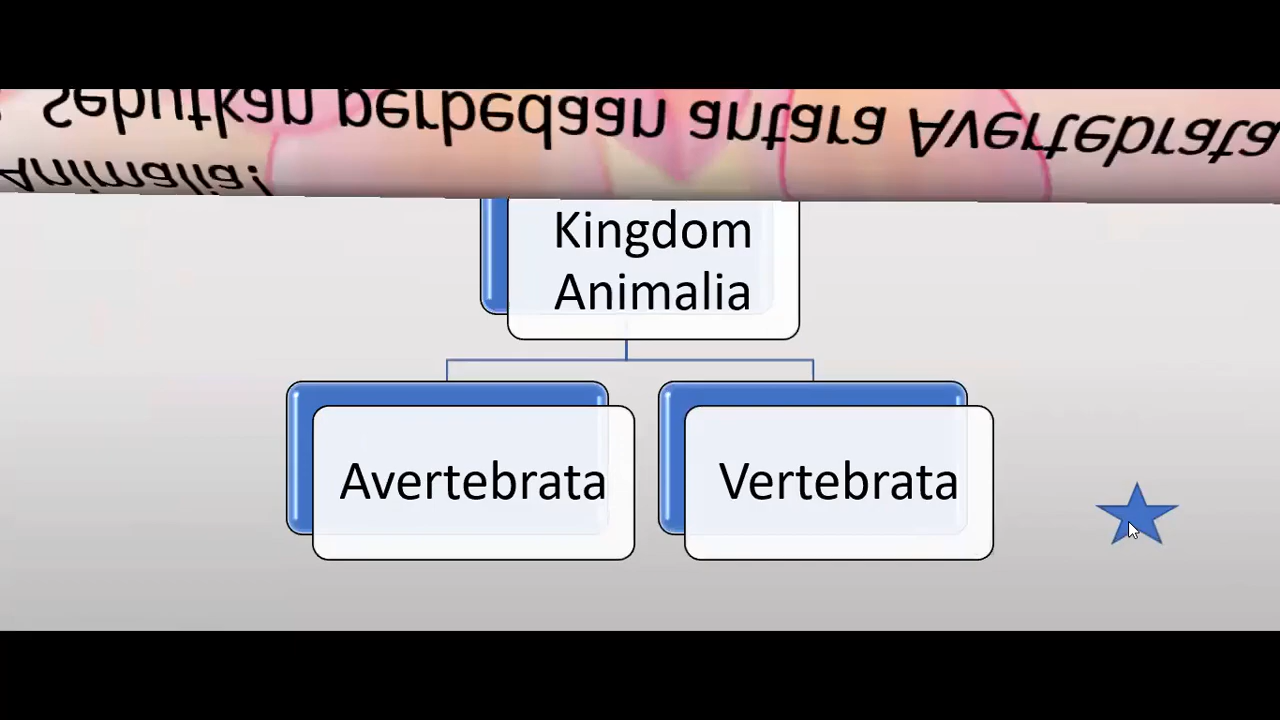 Sebutkan perbedaan antara Avertebrata
Animalia!
Kingdom
Animalia
Avertebrata
Vertebrata